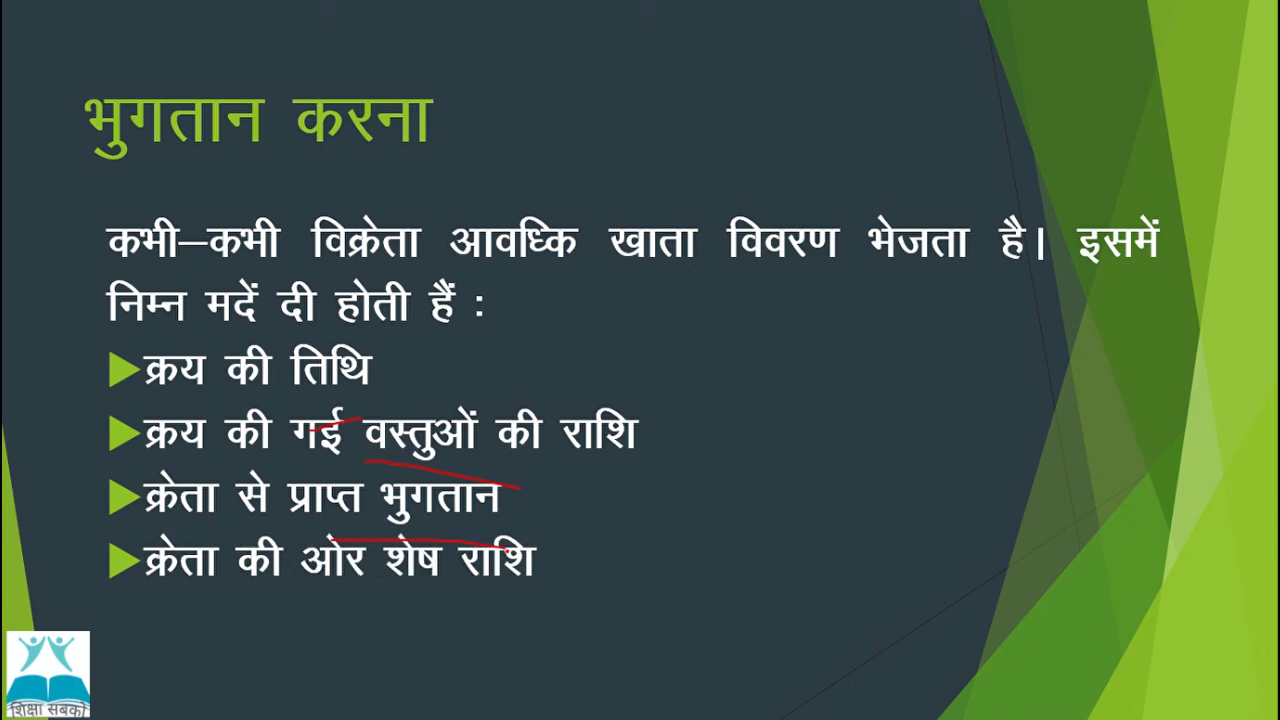 भुगतान करना
कभी–कभी विक्रेता आवध्कि खाता विवरण भेजता है। इसमें
निम्न मदें दी होती हैं :
क्रय की तिथि
क्रय की गई वस्तुओं की राशि
क्रेता से प्राप्त भुगतान
क्रेता की ओर शेष राशि
शिक्षा सबको